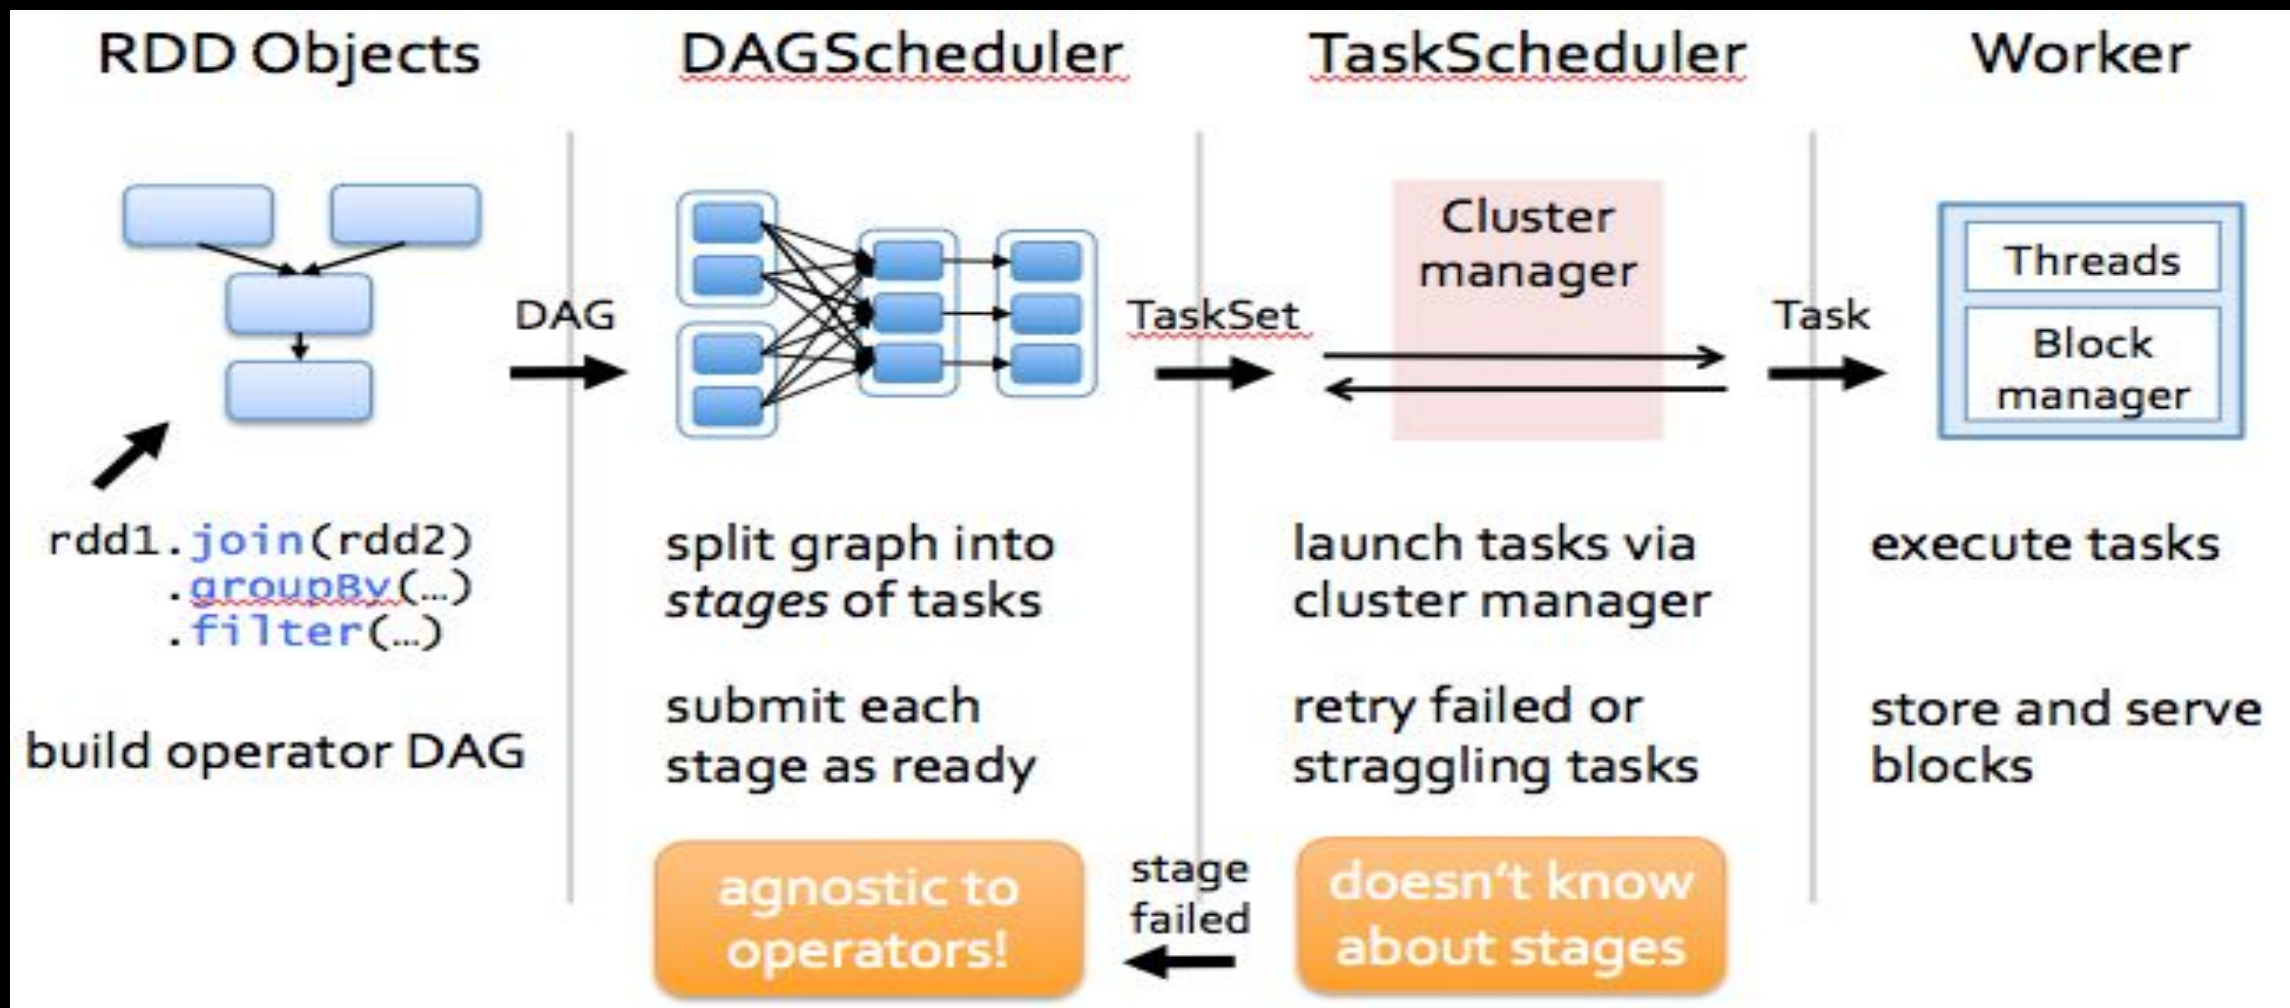 RDD Objects
DAGScheduler
TaskScheduler
Worker
DAG
TaskSet
Cluster
manager
Task
Threads
Block
manager
rdd1.join(rdd2)
.groupBy(…)
.filter(…)
build operator DAG
split graph into
stages of tasks
submit each
stage as ready
agnostic to
operators!
launch tasks via
cluster manager
retry failed or
straggling tasks
stage
failed
doesn't know
about stages
execute tasks
store and serve
blocks